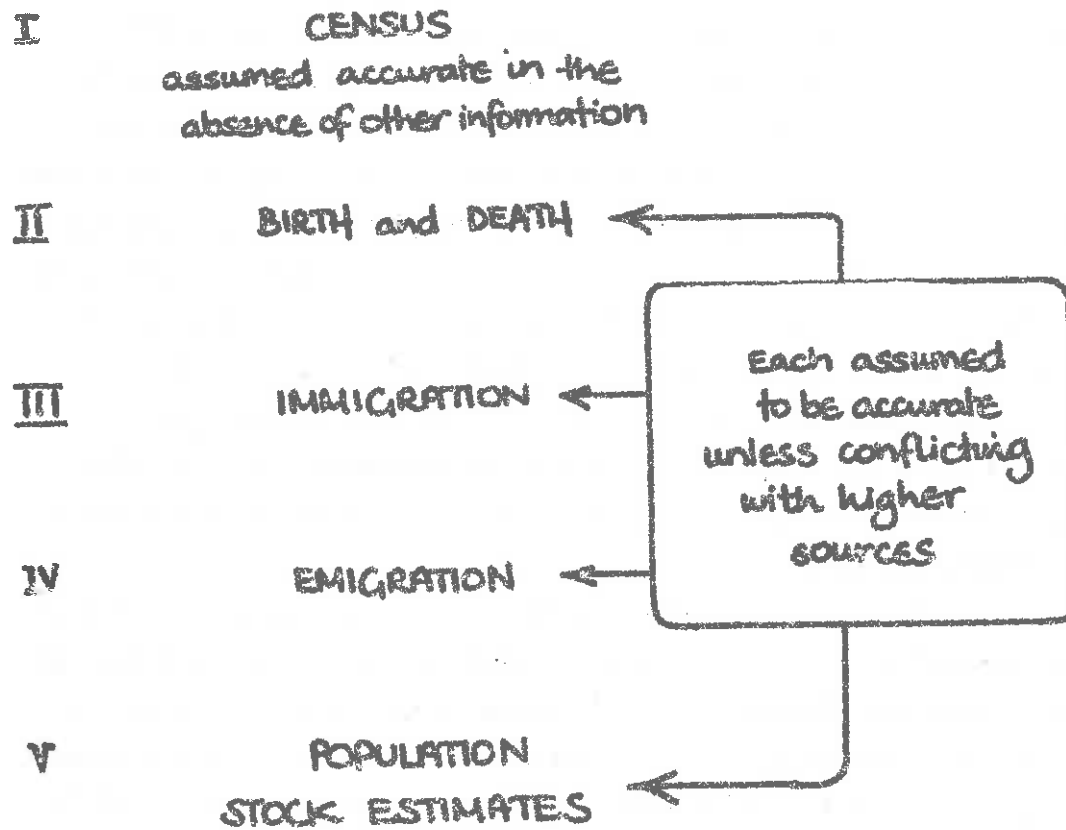 I CENSUS
assumed accurate in the
absence of other information
II BIRTH and DEATH
III IMMIGRATION
IV EMIGRATION
V POPULATION
STOCK ESTIMATES
Each assumed
to be accurate
unless conflicting
with higher
sources